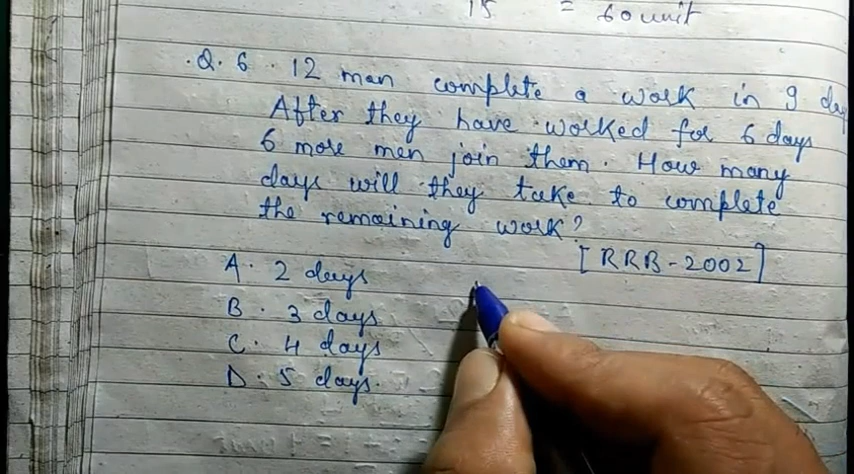 15 = 60 unit
.Q.6. 12 man complete a work in 9 day
After they have worked for 6 days
6 more men join them. How many
days will they take to complete
the remaining work?
[RRB-2002]
A. 2 days
B. 3 days
C. 4 days
D. 5 days.